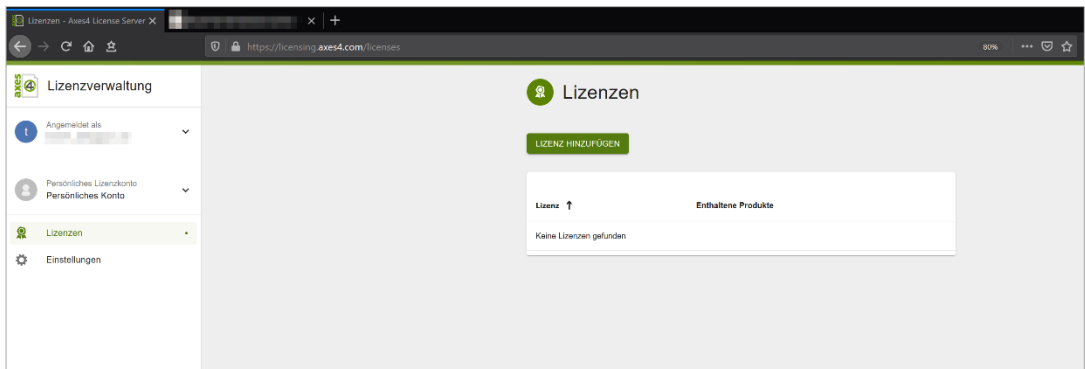 Lizenzen - Axes4 License Server
https://licensing.axes4.com/licenses
80%
axes4
Lizenzverwaltung
t
Angemeldet als
Persönliches Lizenzkonto
Persönliches Konto
Lizenzen
Einstellungen
Lizenzen
LIZENZ HINZUFÜGEN
Lizenz Enthaltene Produkte
Keine Lizenzen gefunden